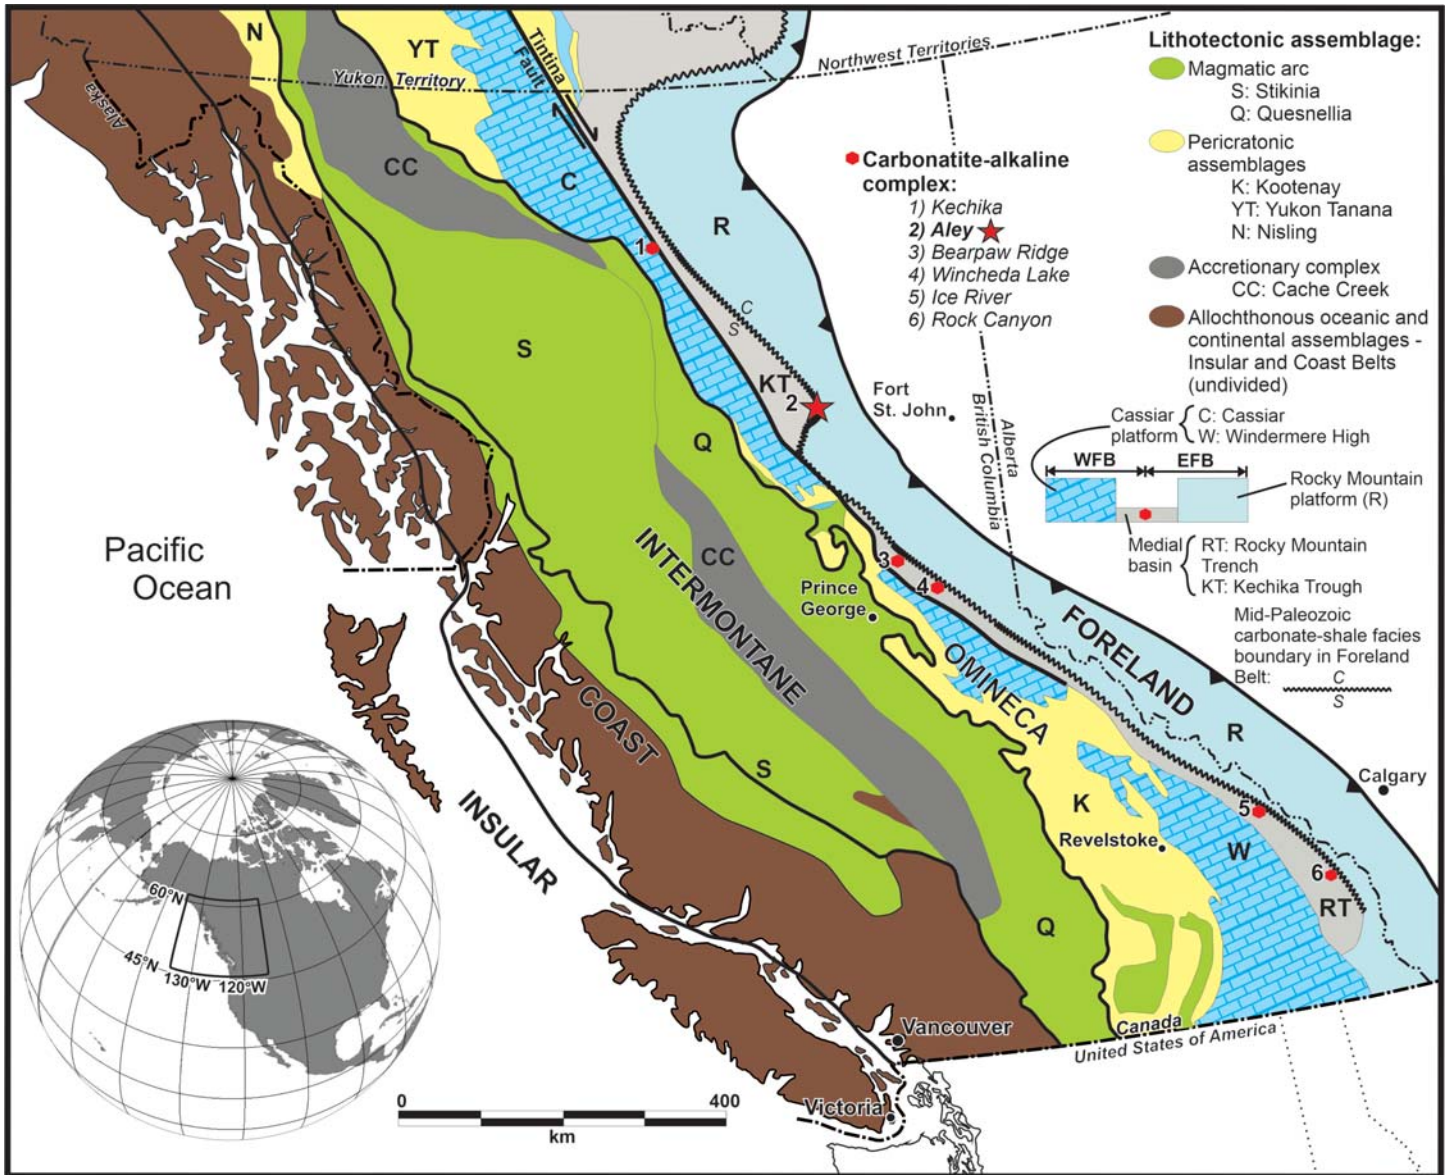 N
YT
Tintina
Fault
Northwest Territories
Yukon Territory
Alaska
CC
C
R
1
C
S
S
KT
2
Q
Fort
St. John
Alberta
British Columbia
Lithotectonic assemblage:
Magmatic arc
S: Stikinia
Q: Quesnellia
Pericratonic
assemblages
K: Kootenay
YT: Yukon Tanana
N: Nisling
Accretionary complex
CC: Cache Creek
Allochthonous oceanic and
continental assemblages -
Insular and Coast Belts
(undivided)
Carbonatite-alkaline
complex:
1) Kechika
2) Aley
3) Bearpaw Ridge
4) Wincheda Lake
5) Ice River
6) Rock Canyon
Cassiar
platform
C: Cassiar
W: Windermere High
WFB
EFB
Rocky Mountain
platform (R)
Medial
basin
RT: Rocky Mountain
Trench
KT: Kechika Trough
Mid-Paleozoic
carbonate-shale facies
boundary in Foreland
Belt:
C
S
Pacific
Ocean
CC
INTERMONTANE
Prince
George
3
4
FORELAND
OMINECA
COAST
INSULAR
S
R
Calgary
K
Revelstoke
5
W
6
RT
Q
60°N
45°N
130°W
120°W
Canada
United States of America
Vancouver
Victoria
0
400
km